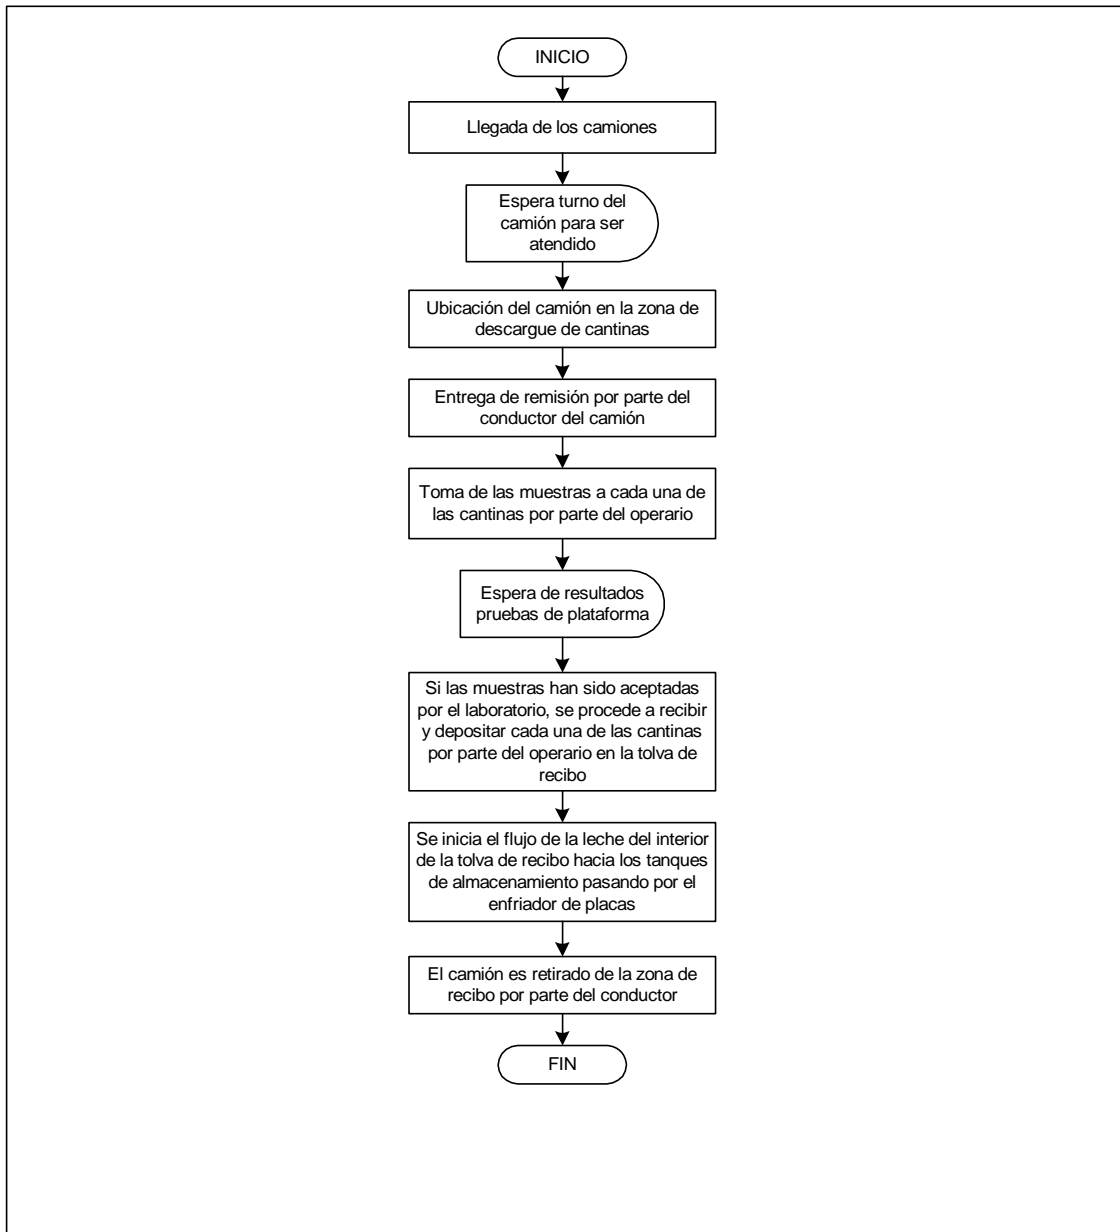 INICIO
Llegada de los camiones
Espera turno del
camión para ser
atendido
Ubicación del camión en la zona de
descargue de cantinas
Entrega de remisión por parte del
conductor del camión
Toma de las muestras a cada una de
las cantinas por parte del operario
Espera de resultados
pruebas de plataforma
Si las muestras han sido aceptadas
por el laboratorio, se procede a recibir
y depositar cada una de las cantinas
por parte del operario en la tolva de
recibo
Se inicia el flujo de la leche del interior
de la tolva de recibo hacia los tanques
de almacenamiento pasando por el
enfriador de placas
El camión es retirado de la zona de
recibo por parte del conductor
FIN